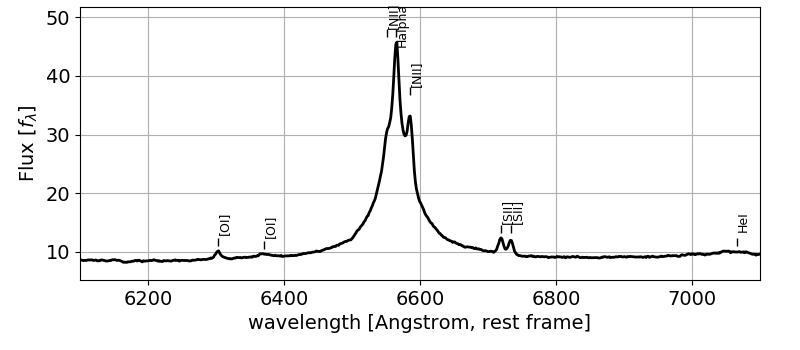 50
40
30
20
10
Flux [fλ]
[NII]
Halpha
[NII]
[OI]
[OI]
[SII]
[SII]
HeI
6200
6400
6600
6800
7000
wavelength [Angstrom, rest frame]